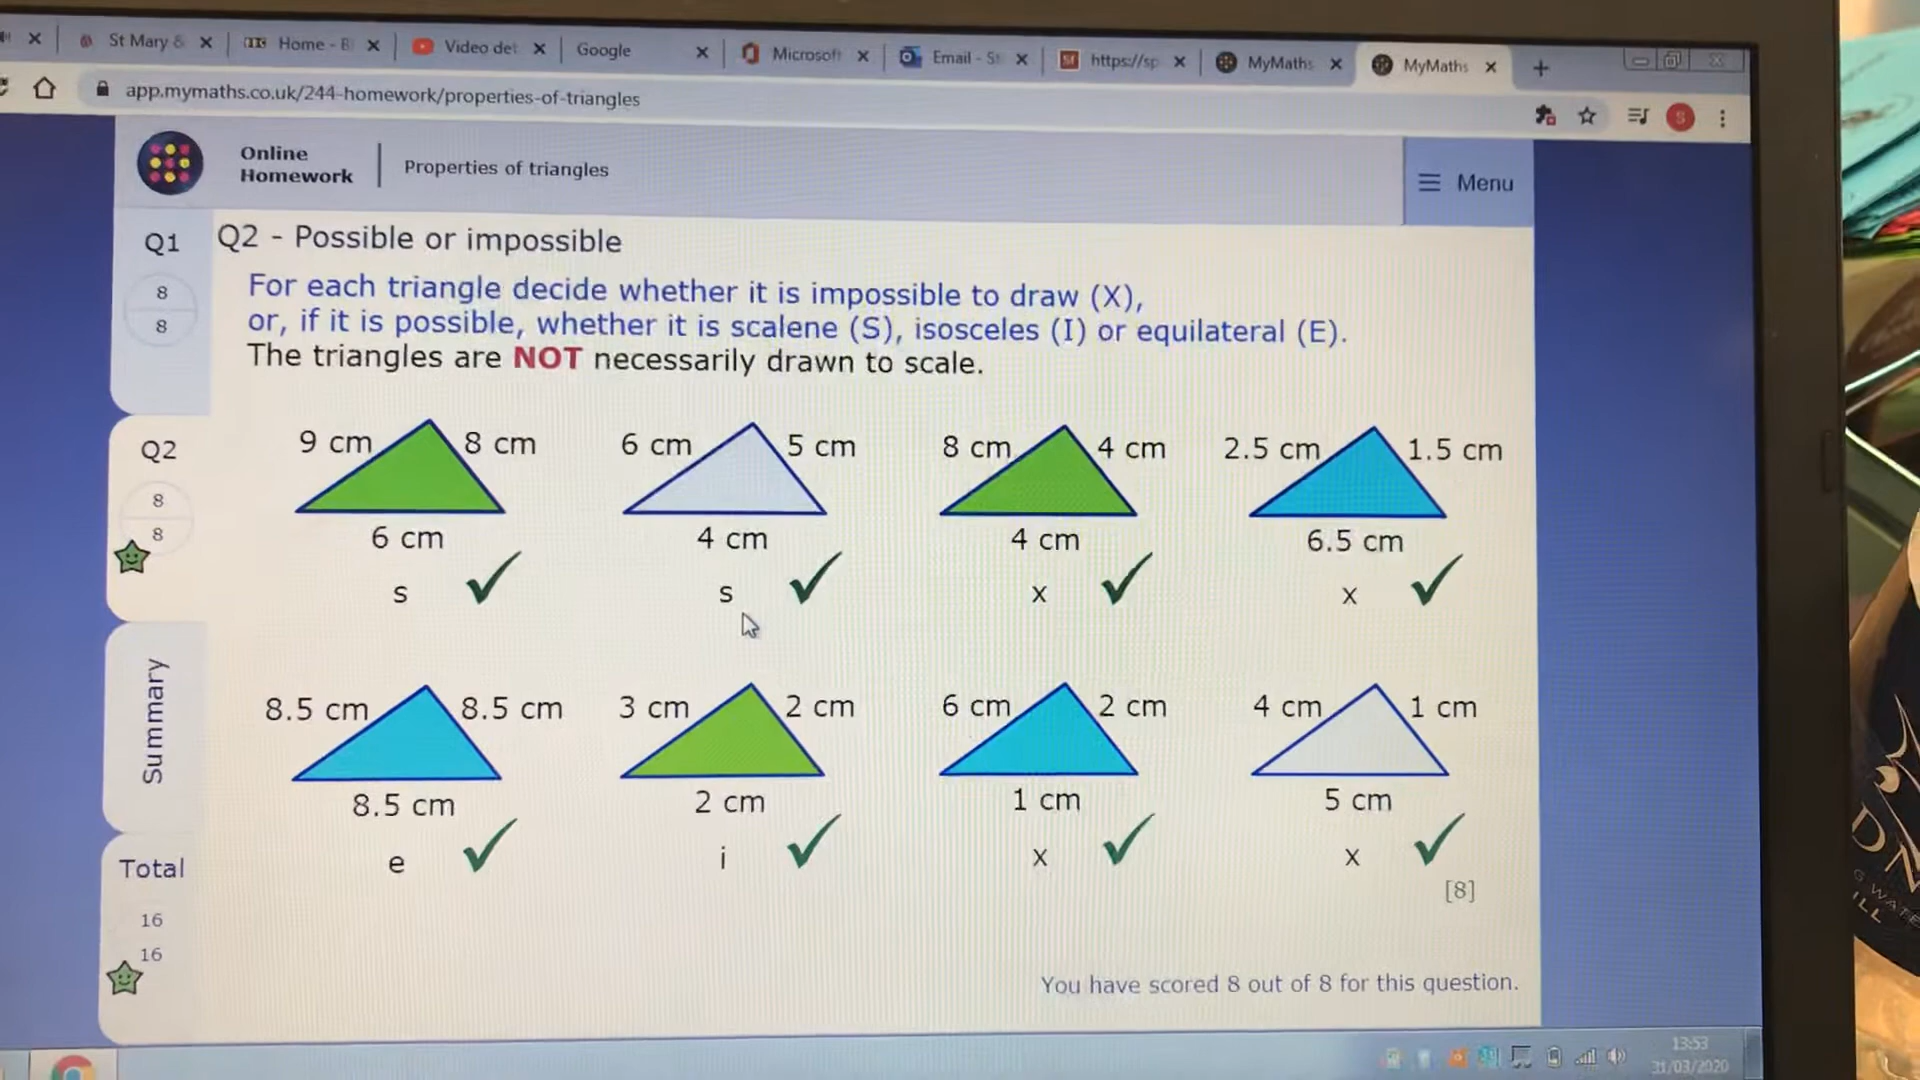 St Mary &
Home - B
Video det
Google
Microsoft
Email - St
https://sp
MyMaths
MyMaths
app.mymaths.co.uk/244-homework/properties-of-triangles
Online
Homework
Properties of triangles
Menu
Q1
8
8
Q2 - Possible or impossible
For each triangle decide whether it is impossible to draw (X),
or, if it is possible, whether it is scalene (S), isosceles (I) or equilateral (E).
The triangles are NOT necessarily drawn to scale.
Q2
8
8
9 cm 8 cm 6 cm 5 cm 8 cm 4 cm 2.5 cm 1.5 cm
6 cm 4 cm 4 cm 6.5 cm
s s x x
Summary
8.5 cm 8.5 cm 3 cm 2 cm 6 cm 2 cm 4 cm 1 cm
8.5 cm 2 cm 1 cm 5 cm
e i x x
[8]
Total
16
16
You have scored 8 out of 8 for this question.
13:53
31/03/2020